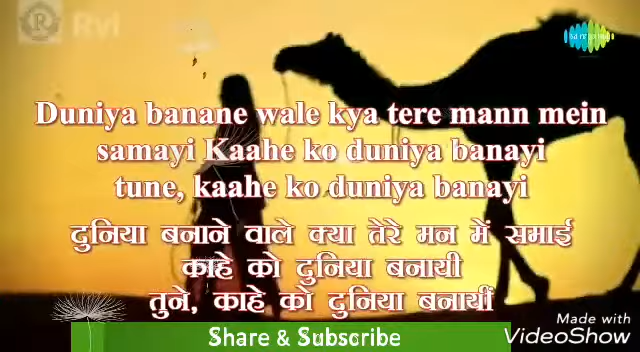 Rvi
Duniya banane wale kya tere mann mein
samayi Kaahe ko duniya banayi
tune, kaahe ko duniya banayi
दुनिया बनाने वाले क्या तेरे मन में समाई
काहे को दुनिया बनायी
तुने, काहे को दुनिया बनायीं
Share & Subscribe
Made with
VideoShow